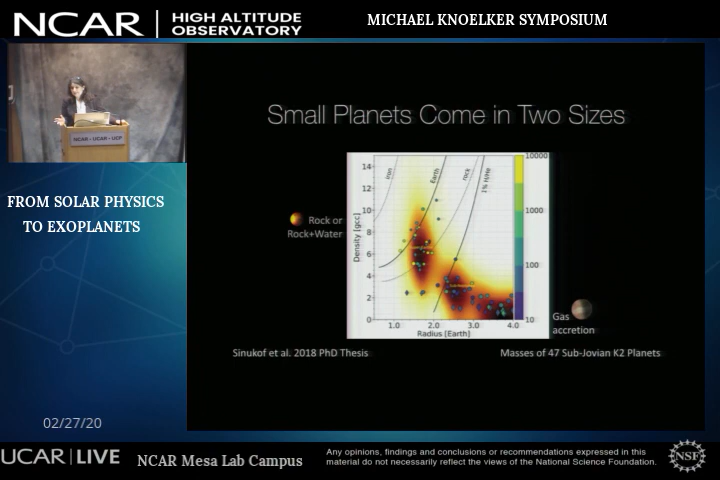 NCAR
HIGH ALTITUDE
OBSERVATORY
MICHAEL KNOELKER SYMPOSIUM
NCAR • UCAR • UCP
FROM SOLAR PHYSICS
TO EXOPLANETS
02/27/20
Small Planets Come in Two Sizes
Rock or
Rock+Water
Density [gcc]
14
12
10
8
6
4
2
0
iron
Earth
rock
1% H/He
1.0 2.0 3.0 4.0
Radius [Earth]
10000
1000
100
10
Gas
accretion
Sinukof et al. 2018 PhD Thesis
Masses of 47 Sub-Jovian K2 Planets
UCAR | LIVE
NCAR Mesa Lab Campus
Any opinions, findings and conclusions or recommendations expressed in this
material do not necessarily reflect the views of the National Science Foundation.
NSF